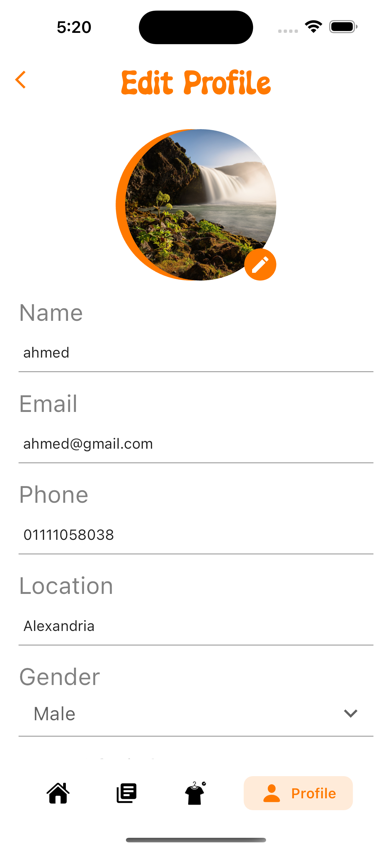 5:20
Edit Profile
Name
ahmed
Email
ahmed@gmail.com
Phone
01111058038
Location
Alexandria
Gender
Male
Profile